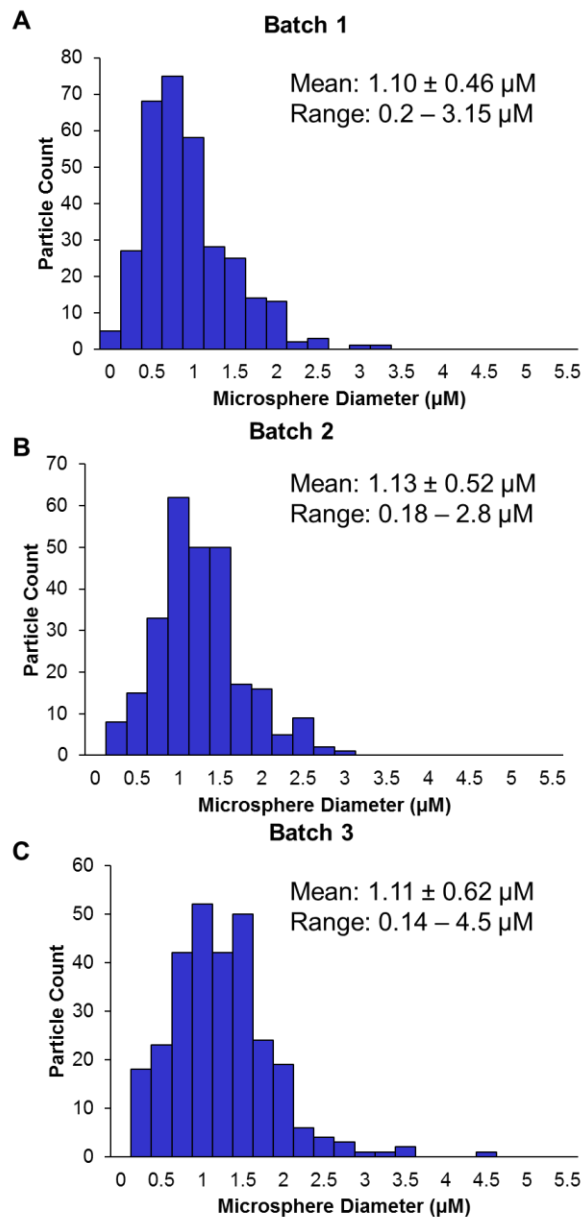 A
Batch 1
Mean: 1.10 ± 0.46 µM
Range: 0.2 – 3.15 µM
Particle Count
80
70
60
50
40
30
20
10
0
0 0.5 1 1.5 2 2.5 3 3.5 4 4.5 5 5.5
Microsphere Diameter (µM)
B
Batch 2
Mean: 1.13 ± 0.52 µM
Range: 0.18 – 2.8 µM
Particle Count
70
60
50
40
30
20
10
0
0 0.5 1 1.5 2 2.5 3 3.5 4 4.5 5 5.5
Microsphere Diameter (µM)
C
Batch 3
Mean: 1.11 ± 0.62 µM
Range: 0.14 – 4.5 µM
Particle Count
60
50
40
30
20
10
0
0 0.5 1 1.5 2 2.5 3 3.5 4 4.5 5 5.5
Microsphere Diameter (µM)